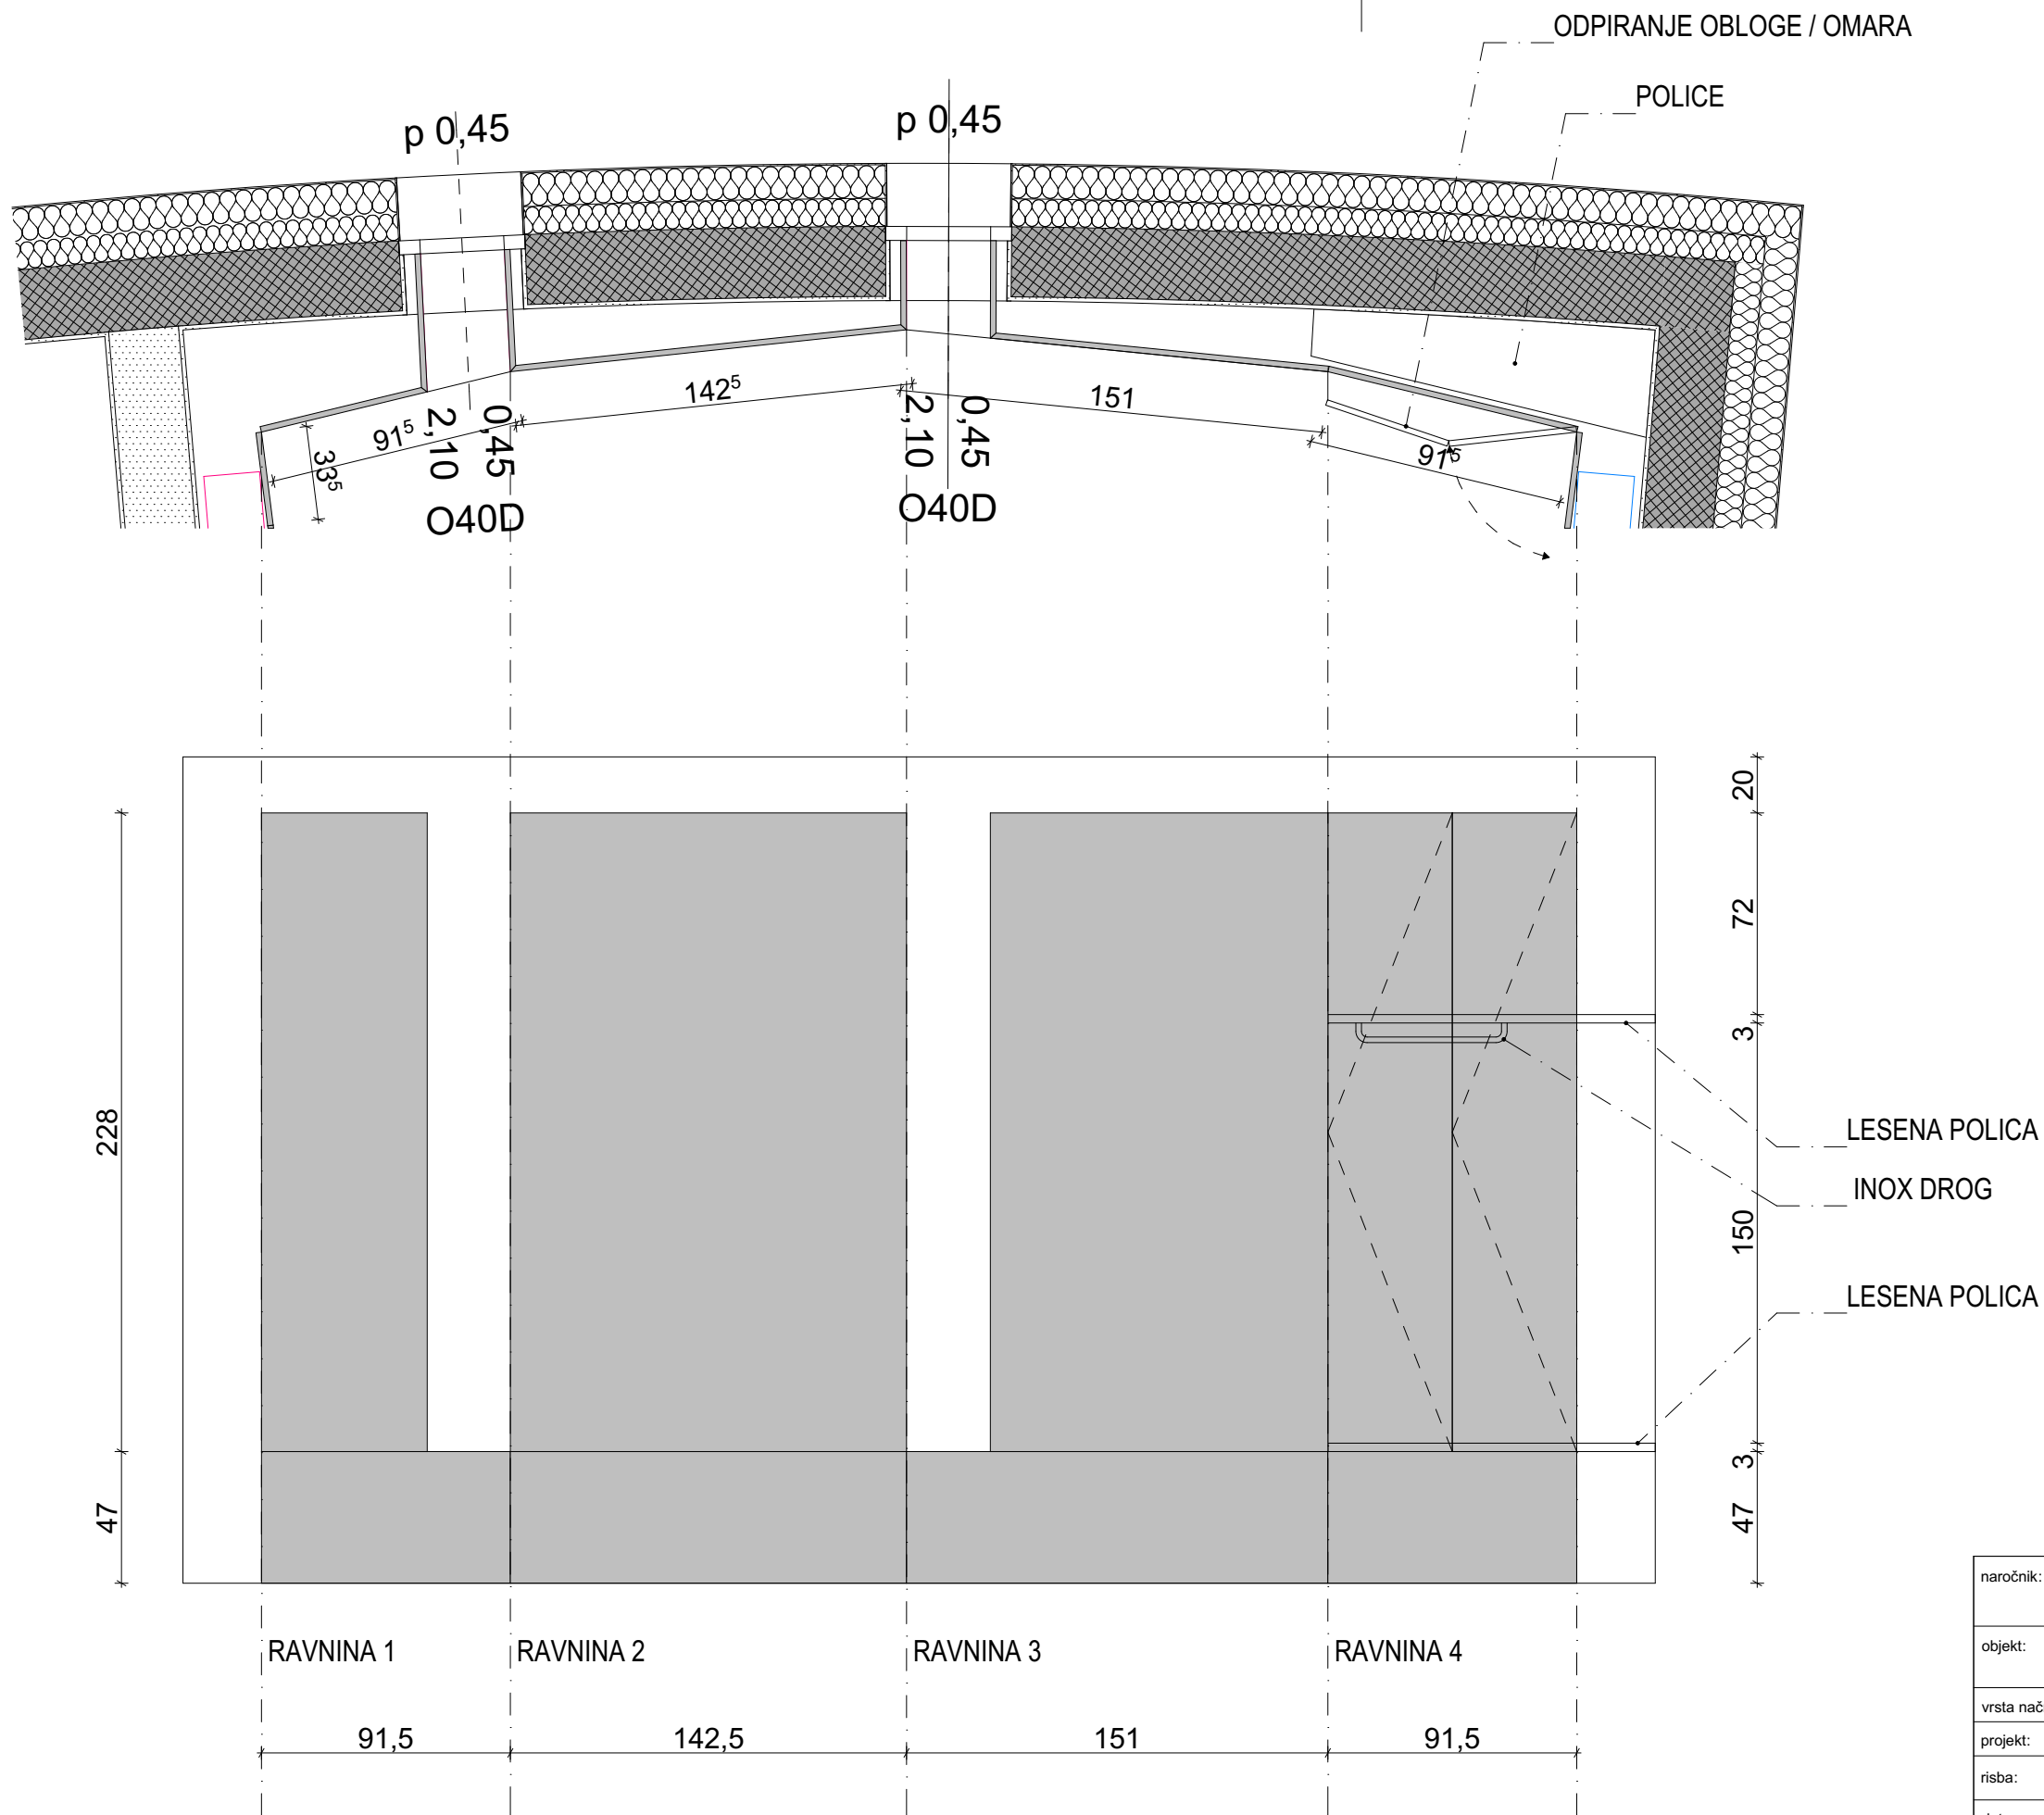 ODPIRANJE OBLOGE / OMARA
POLICE
p 0,45
p 0,45
91⁵
33⁵
2,10
0,45
O40D
142⁵
2,10
0,45
O40D
151
91⁵
20
72
3
150
3
47
228
47
LESENA POLICA
INOX DROG
LESENA POLICA
RAVNINA 1
RAVNINA 2
RAVNINA 3
RAVNINA 4
91,5
142,5
151
91,5
naročnik:
objekt:
vrsta nač
projekt:
risba: